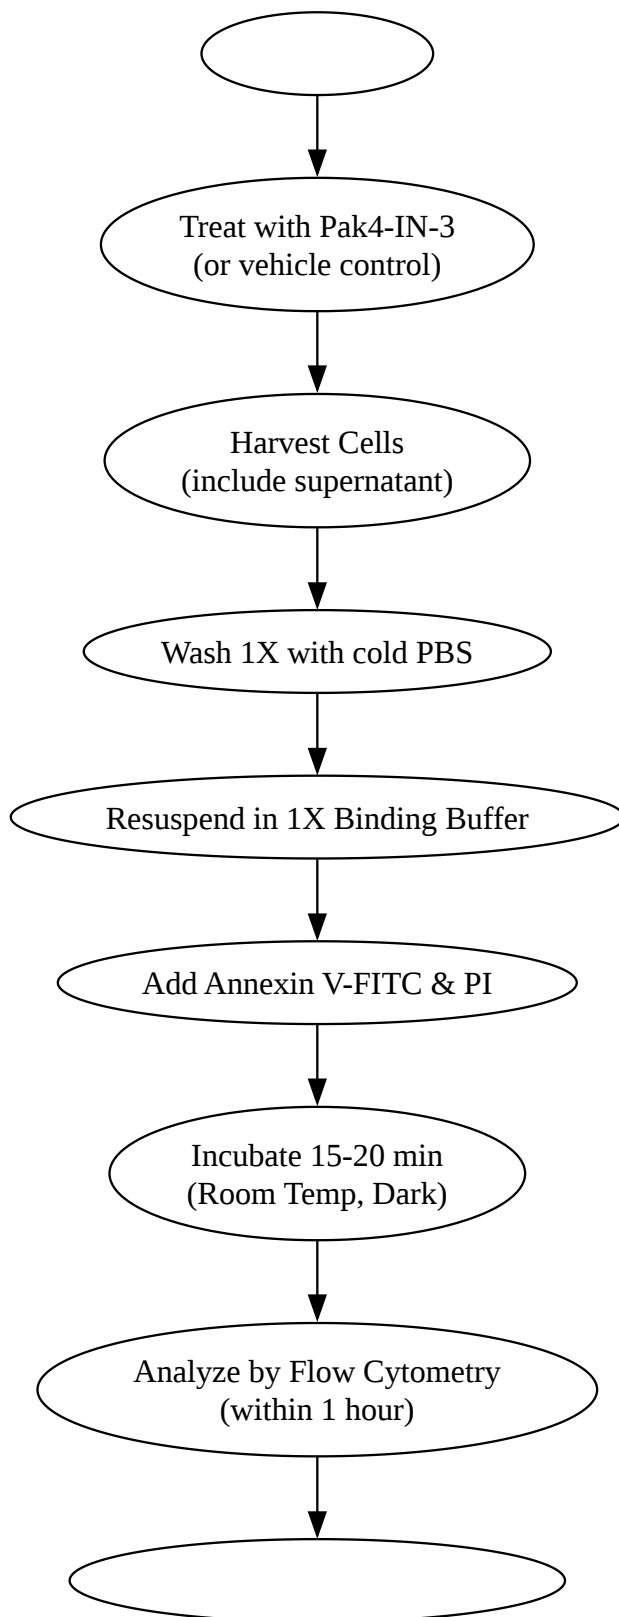 Treat with Pak4-IN-3
(or vehicle control)
Harvest Cells
(include supernatant)
Wash 1X with cold PBS
Resuspend in 1X Binding Buffer
Add Annexin V-FITC & PI
Incubate 15-20 min
(Room Temp, Dark)
Analyze by Flow Cytometry
(within 1 hour)